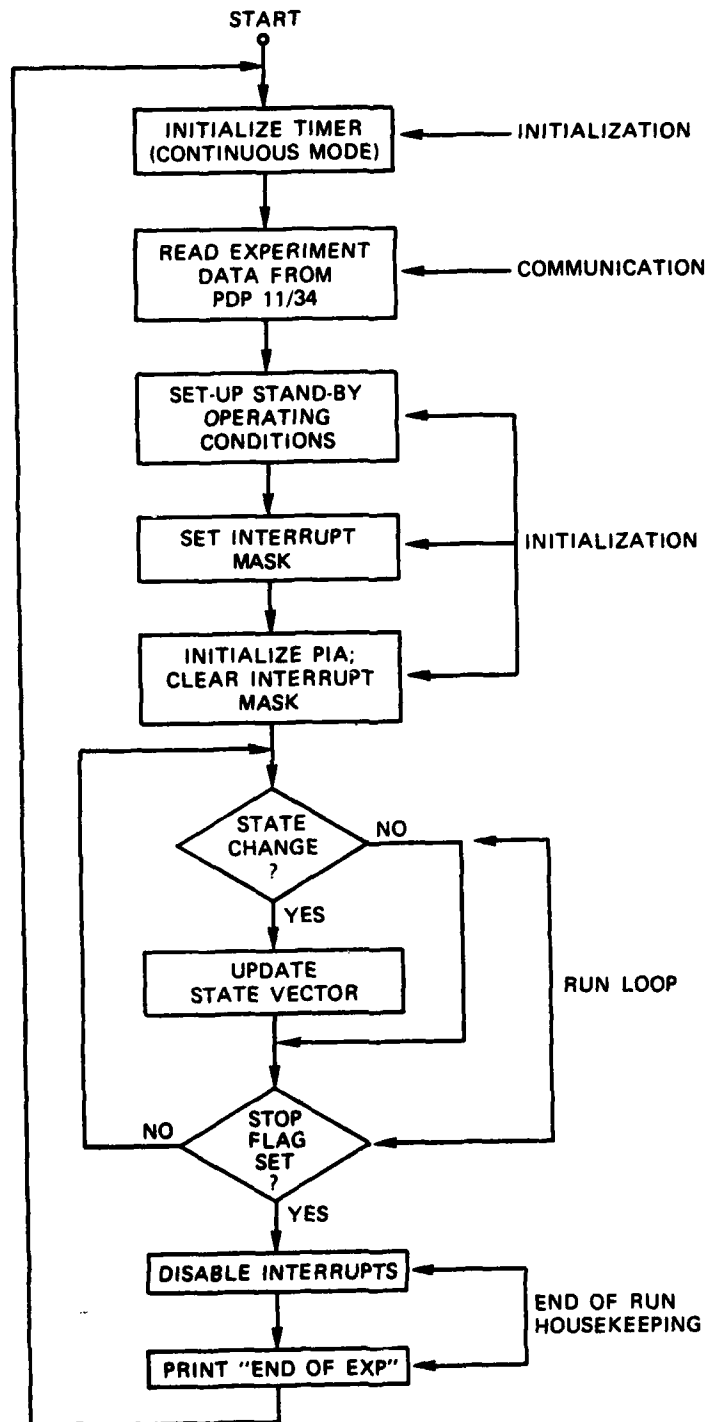 START
INITIALIZE TIMER
(CONTINUOUS MODE)
INITIALIZATION
READ EXPERIMENT
DATA FROM
PDP 11/34
COMMUNICATION
SET-UP STAND-BY
OPERATING
CONDITIONS
SET INTERRUPT
MASK
INITIALIZATION
INITIALIZE PIA;
CLEAR INTERRUPT
MASK
STATE
CHANGE
?
NO
YES
UPDATE
STATE VECTOR
RUN LOOP
STOP
FLAG
SET
?
NO
YES
DISABLE INTERRUPTS
END OF RUN
HOUSEKEEPING
PRINT "END OF EXP"